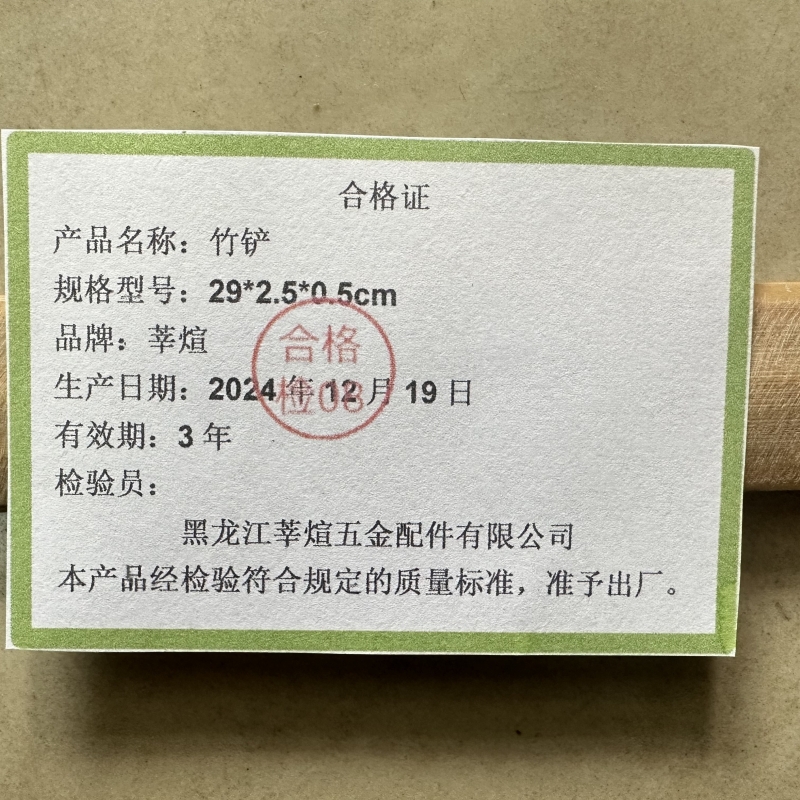 合格证
产品名称：竹铲
规格型号：29*2.5*0.5cm
品牌：莘煊
生产日期：2024年12月19日
有效期：3年
检验员：
合格
检08
黑龙江莘煊五金配件有限公司
本产品经检验符合规定的质量标准，准予出厂。